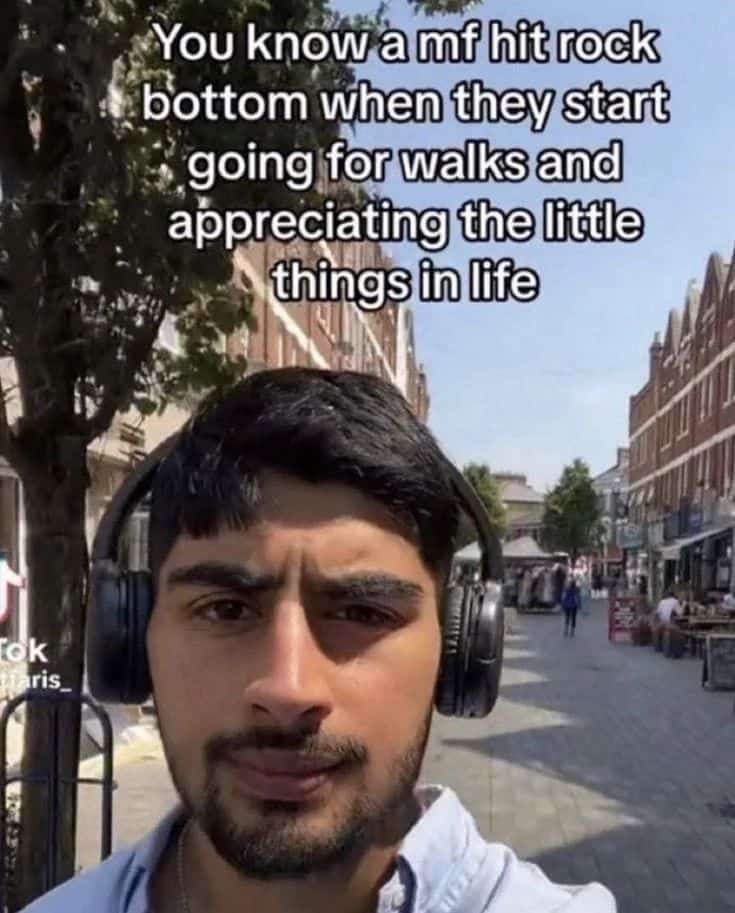 You know a mf hit rock
bottom when they start
going for walks and
appreciating the little
things in life
Tok